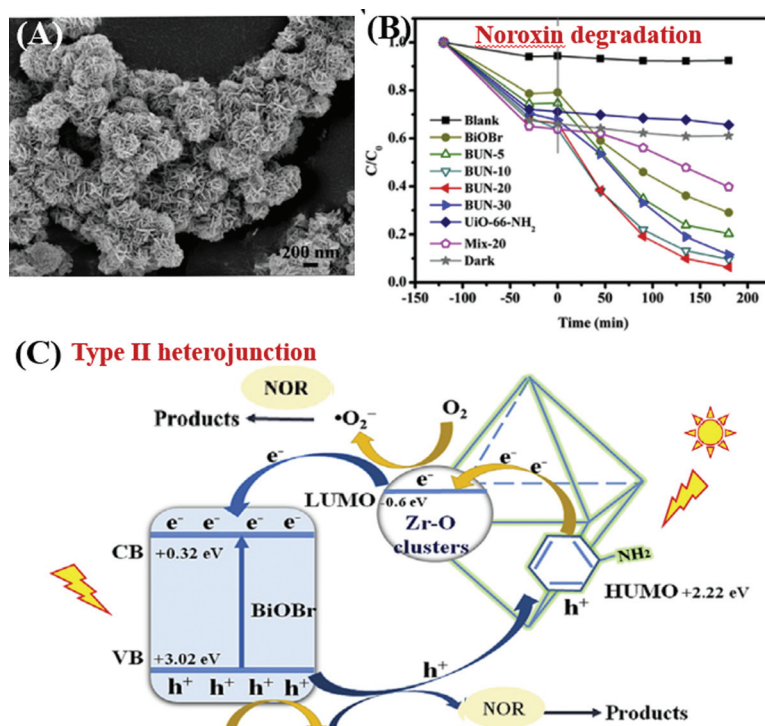 (A)
200 nm
(B)
Noroxin degradation
C/C₀
1.0
0.8
0.6
0.4
0.2
0.0
Blank
BiOBr
BUN-5
BUN-10
BUN-20
BUN-30
UiO-66-NH₂
Mix-20
Dark
-150 -100 -50 0 50 100 150 200
Time (min)
(C) Type II heterojunction
NOR
Products
•O₂⁻
O₂
e⁻
e⁻
e⁻
e⁻
LUMO
-0.6 eV
Zr-O
clusters
NH₂
h⁺
HUMO +2.22 eV
e⁻ e⁻ e⁻ e⁻
CB
+0.32 eV
BiOBr
VB
+3.02 eV
h⁺ h⁺ h⁺ h⁺
h⁺
NOR
Products